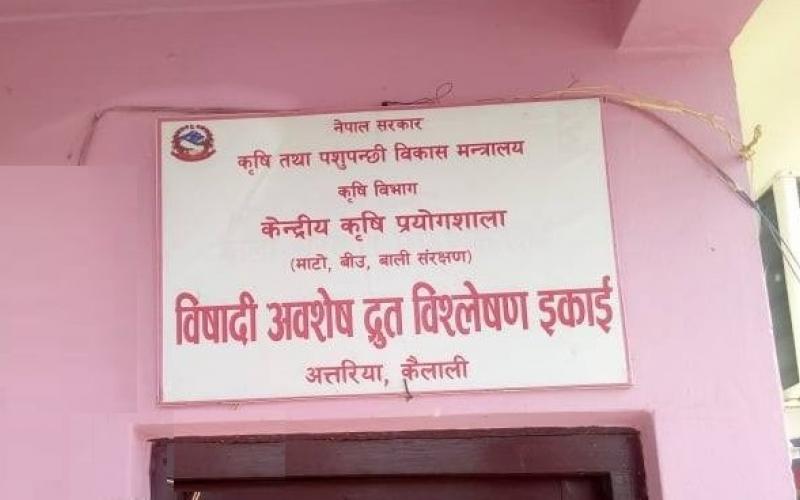 नेपाल सरकार
कृषि तथा पशुपन्छी विकास मन्त्रालय
कृषि विभाग
केन्द्रीय कृषि प्रयोगशाला
(माटो, बीउ, बाली संरक्षण)
विषादी अवशेष द्रुत विश्लेषण इकाई
अत्तरिया, कैलाली